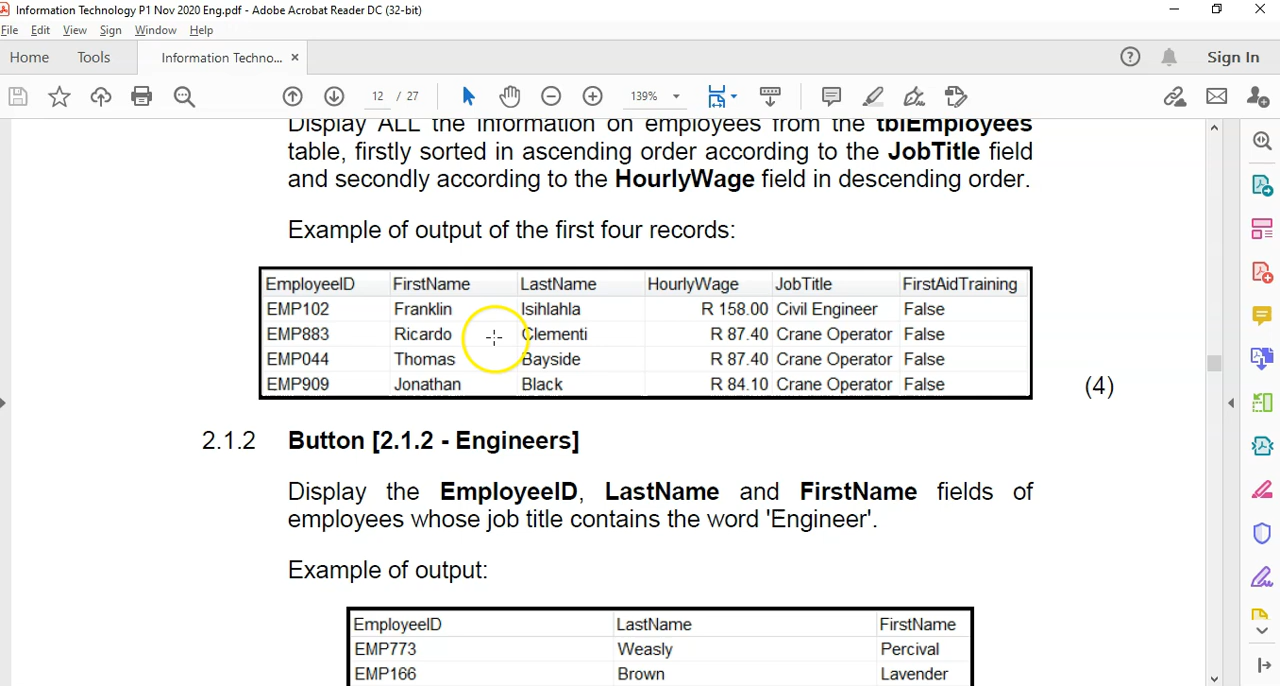 Information Technology P1 Nov 2020 Eng.pdf - Adobe Acrobat Reader DC (32-bit)
File Edit View Sign Window Help
Home Tools Information Techno... × Sign In
12 / 27 139%
Display ALL the information on employees from the tblEmployees
table, firstly sorted in ascending order according to the JobTitle field
and secondly according to the HourlyWage field in descending order.
Example of output of the first four records:
EmployeeID FirstName LastName HourlyWage JobTitle FirstAidTraining
EMP102 Franklin Isihlahla R 158.00 Civil Engineer False
EMP883 Ricardo Clementi R 87.40 Crane Operator False
EMP044 Thomas Bayside R 87.40 Crane Operator False
EMP909 Jonathan Black R 84.10 Crane Operator False
(4)
2.1.2 Button [2.1.2 - Engineers]
Display the EmployeeID, LastName and FirstName fields of
employees whose job title contains the word 'Engineer'.
Example of output:
EmployeeID LastName FirstName
EMP773 Weasly Percival
EMP166 Brown Lavender